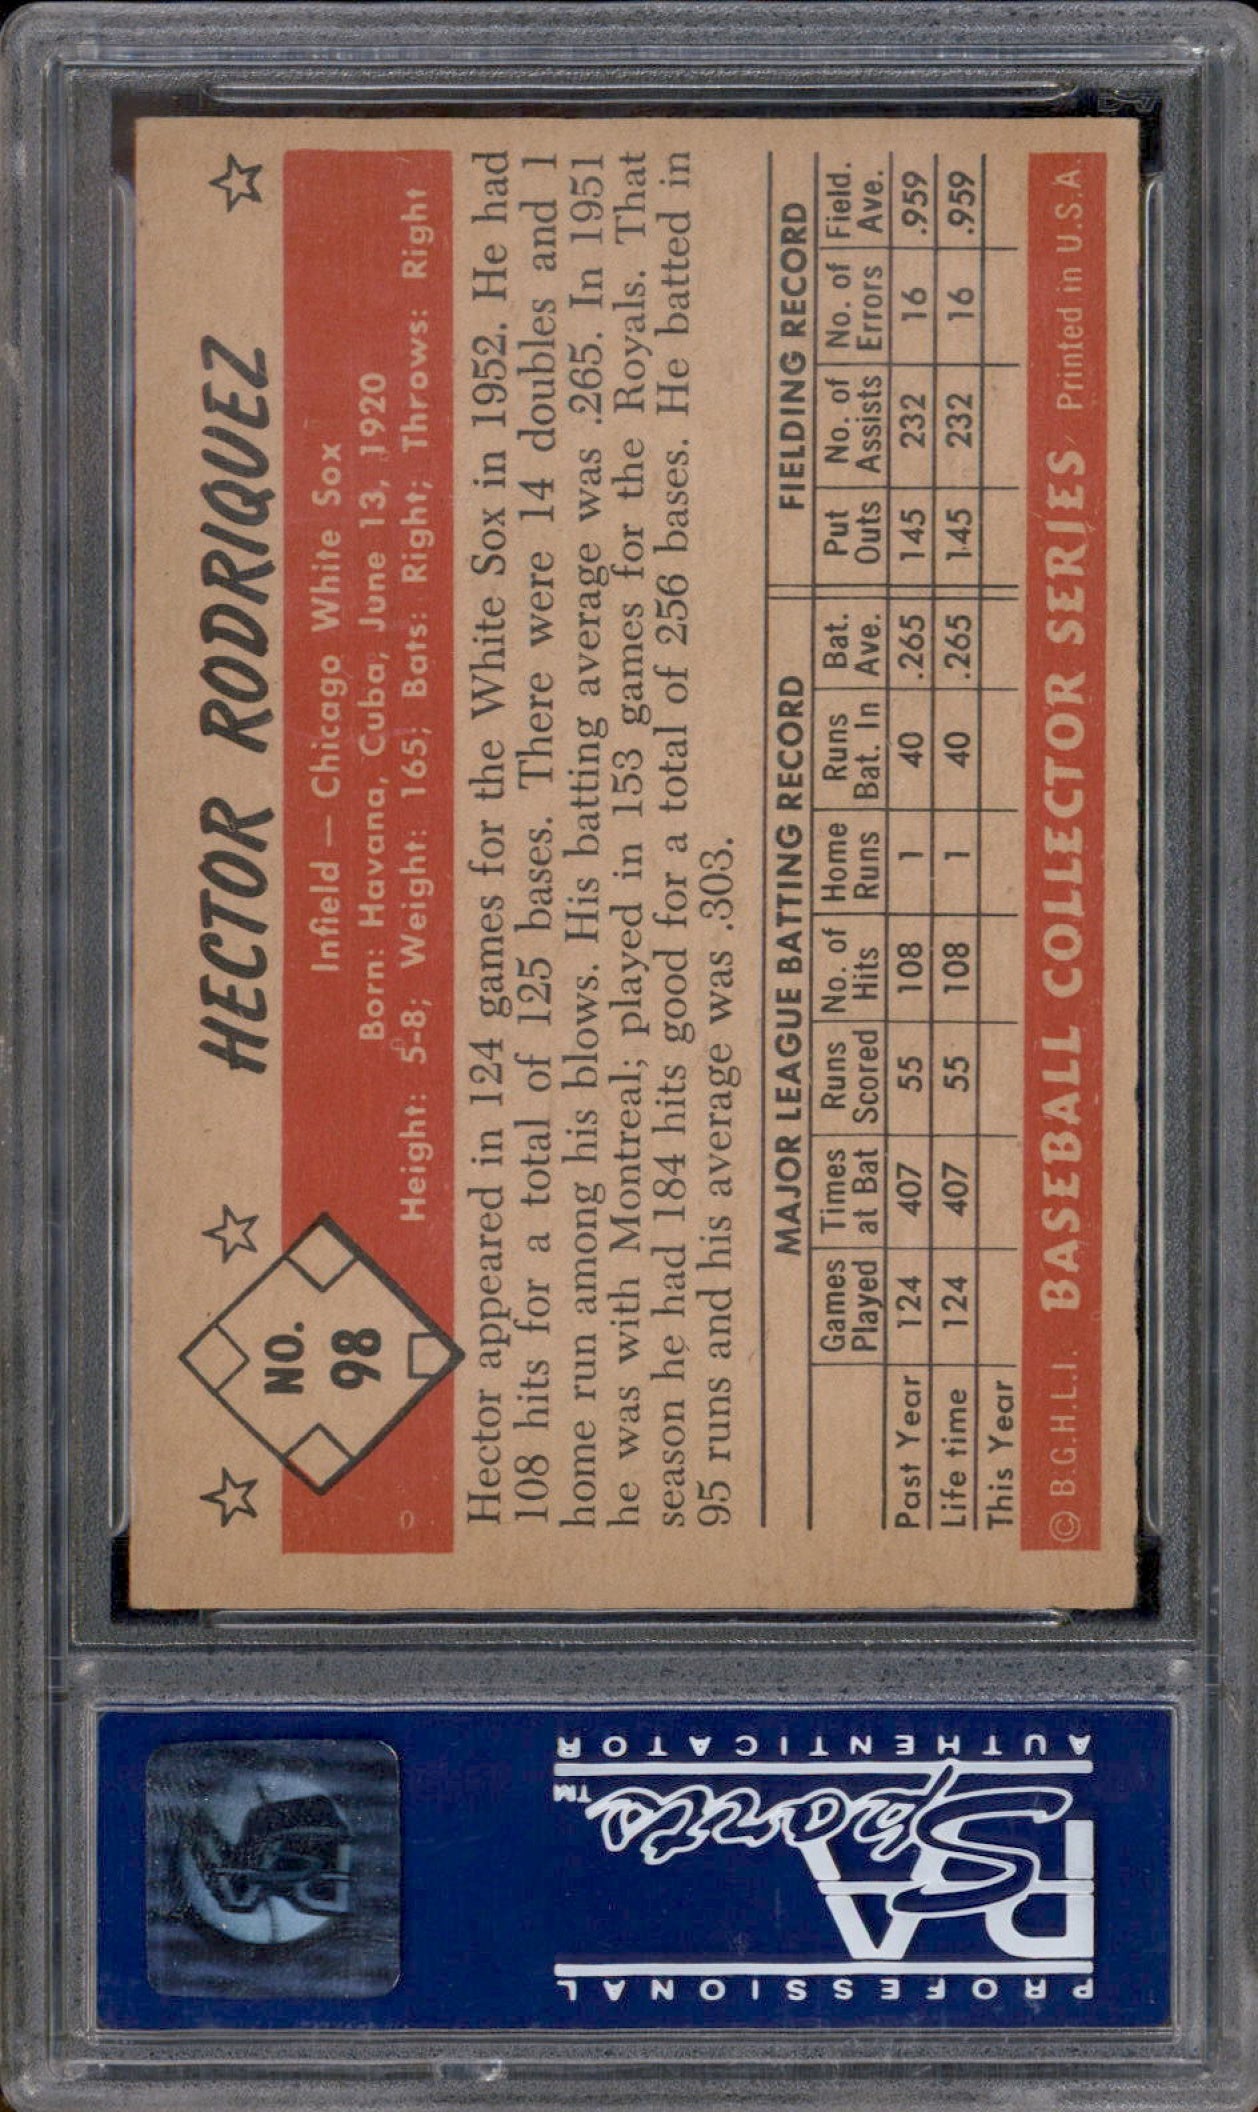 HECTOR RODRIQUEZ
NO.
98
Infield — Chicago White Sox
Born: Havana, Cuba, June 13, 1920
Height: 5-8; Weight: 165; Bats: Right; Throws: Right
Hector appeared in 124 games for the White Sox in 1952. He had
108 hits for a total of 125 bases. There were 14 doubles and 1
home run among his blows. His batting average was .265. In 1951
he was with Montreal; played in 153 games for the Royals. That
season he had 184 hits good for a total of 256 bases. He batted in
95 runs and his average was .303.
MAJOR LEAGUE BATTING RECORD FIELDING RECORD
Games Times Runs No. of Home Runs Bat. Put No. of No. of Field.
Played at Bat Scored Hits Runs Bat. In Ave. Outs Assists Errors Ave.
Past Year 124 407 55 108 1 40 .265 145 232 16 .959
Life time 124 407 55 108 1 40 .265 145 232 16 .959
This Year
© B.G.H.L.I. BASEBALL COLLECTOR SERIES Printed in U.S.A.
PROFESSIONAL
PSA
Sports™
AUTHENTICATOR